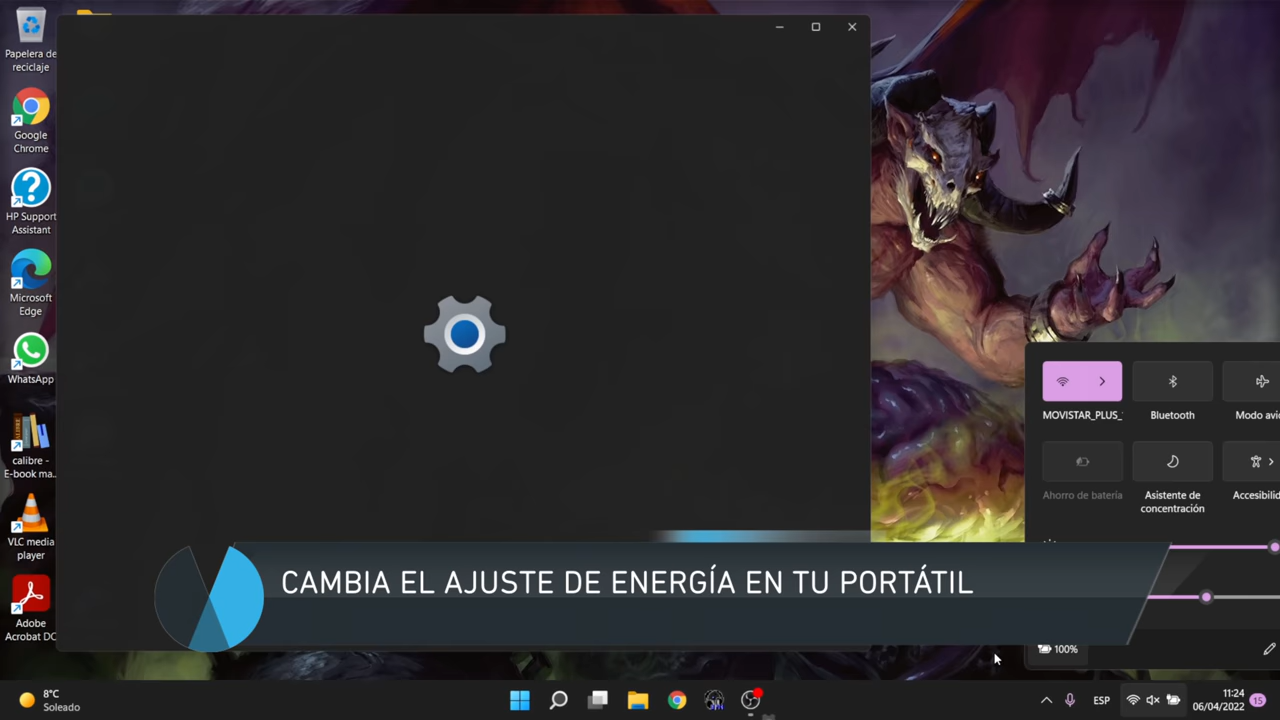 Papelera de
reciclaje
Google
Chrome
HP Support
Assistant
Microsoft
Edge
WhatsApp
calibre -
E-book ma...
VLC media
player
Adobe
Acrobat DC
MOVISTAR_PLUS_
Bluetooth
Modo avi
Ahorro de batería
Asistente de
concentración
Accesibilid
CAMBIA EL AJUSTE DE ENERGÍA EN TU PORTÁTIL
100%
8°C
Soleado
ESP
11:24
06/04/2022
15